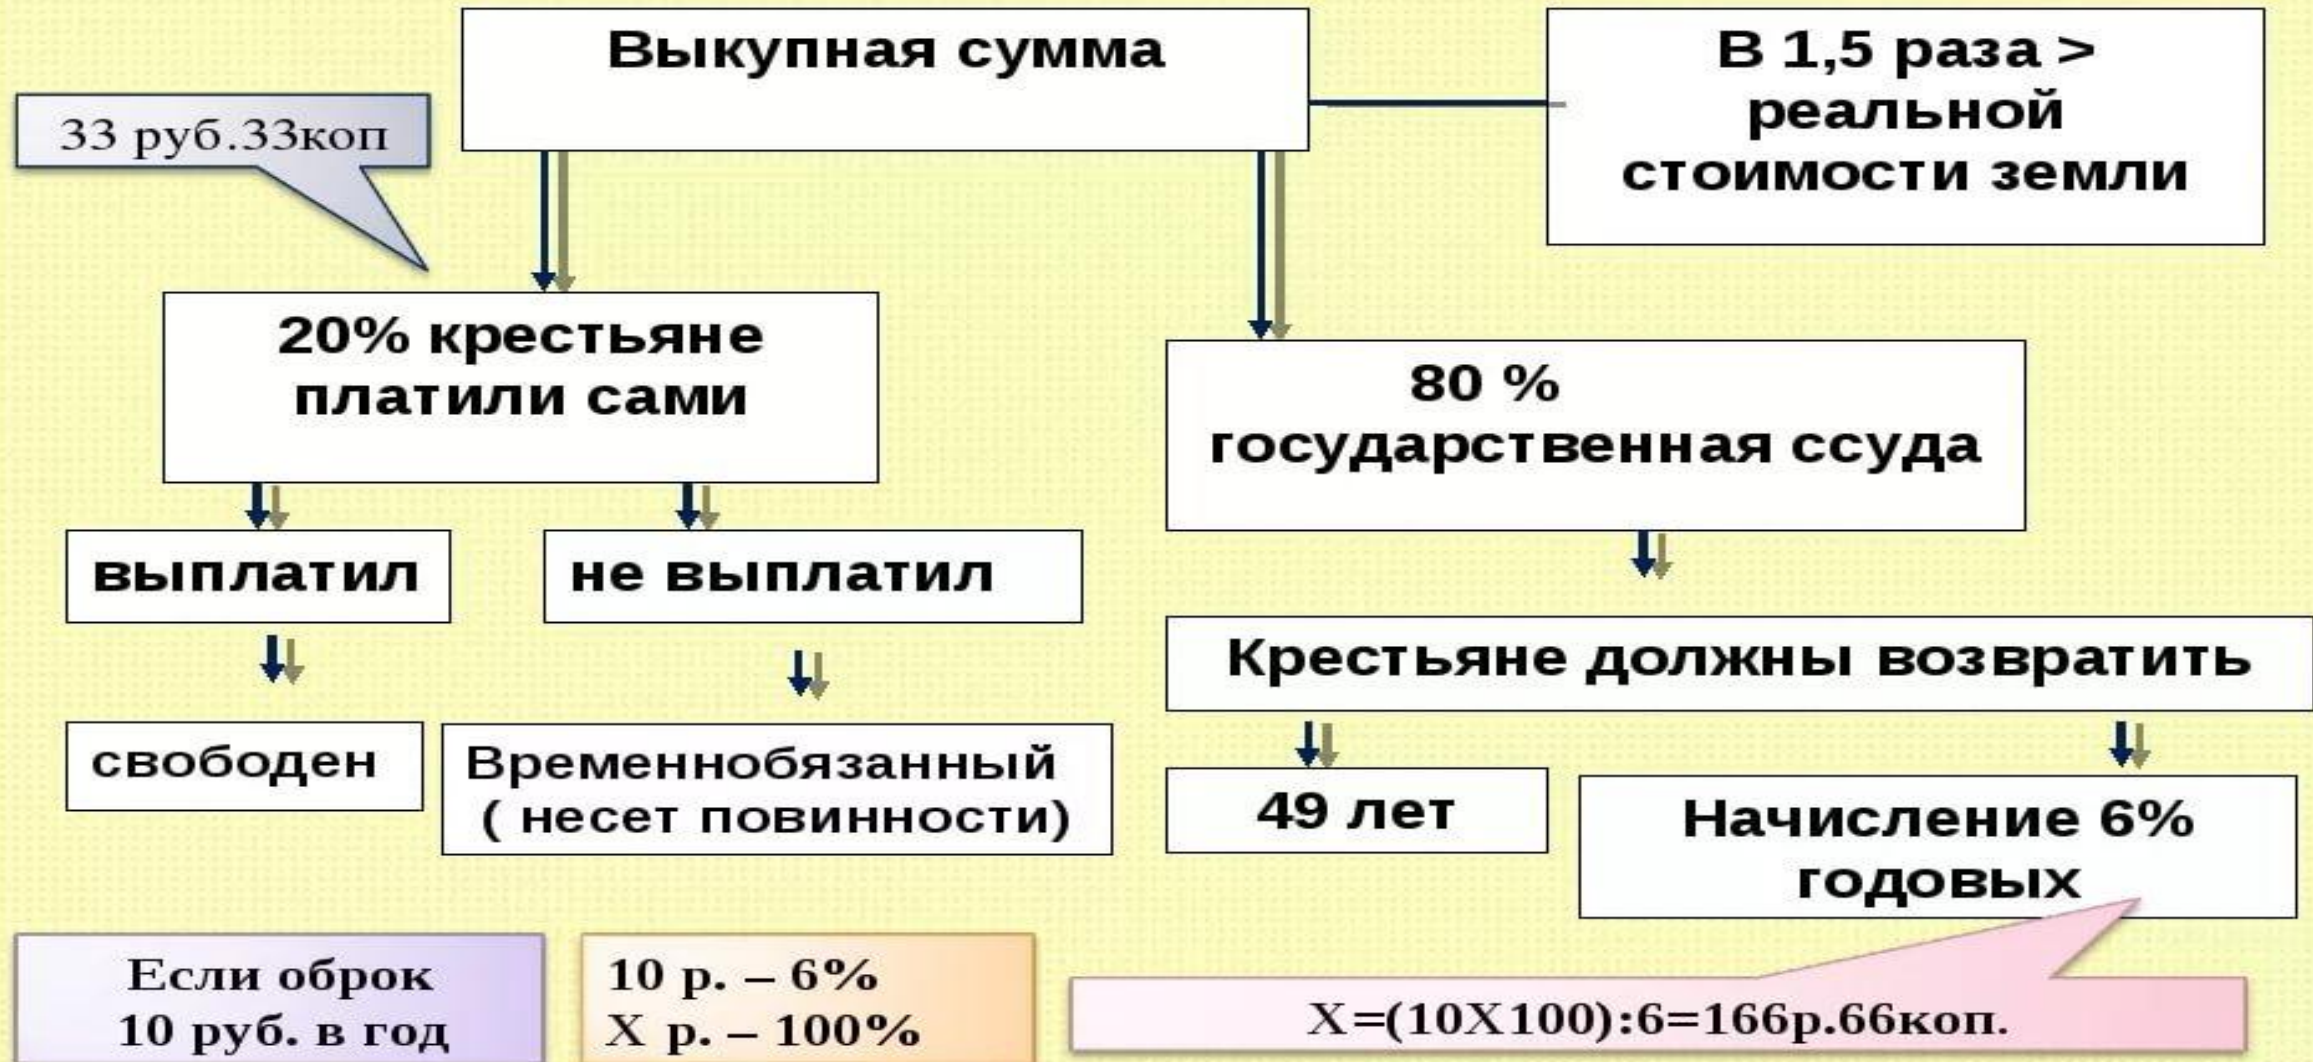 Выкупная сумма
В 1,5 раза >
реальной
стоимости земли
33 руб.33коп
20% крестьяне
платили сами
80 %
государственная ссуда
выплатил
не выплатил
Крестьяне должны возвратить
свободен
Временнобязанный
( несет повинности)
49 лет
Начисление 6%
годовых
Если оброк
10 руб. в год
10 р. – 6%
Х р. – 100%
Х=(10Х100):6=166р.66коп.